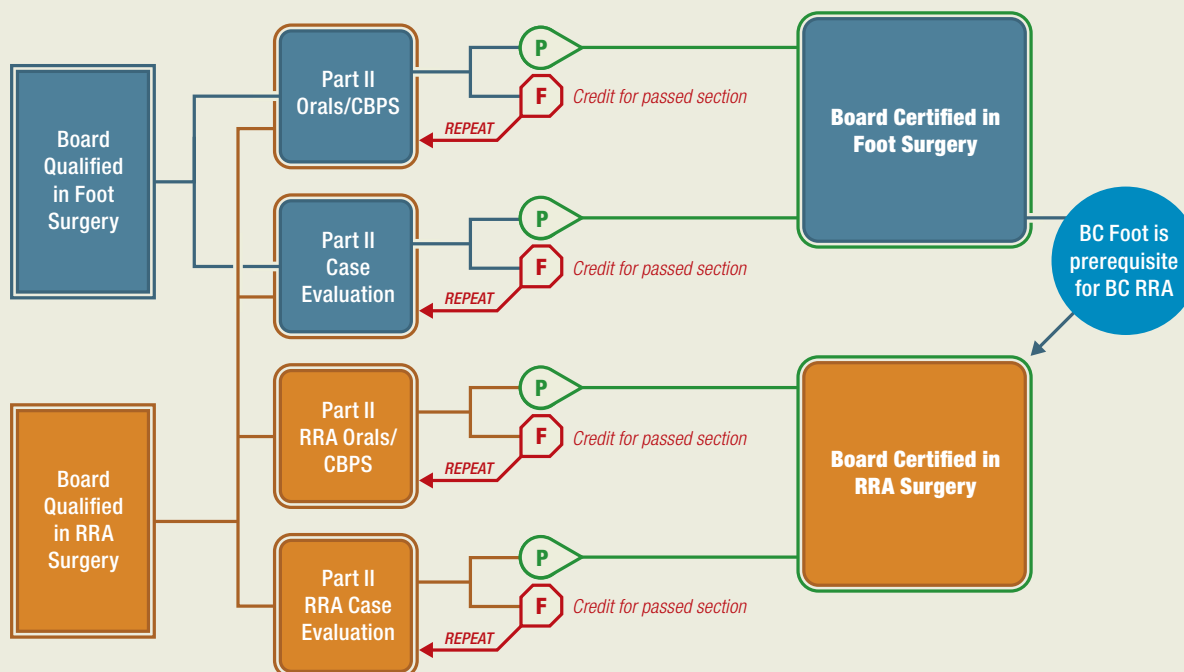 Board
Qualified
in Foot
Surgery
Part II
Orals/CBPS
P
F
Credit for passed section
REPEAT
Part II
Case
Evaluation
P
F
Credit for passed section
REPEAT
Board Certified in
Foot Surgery
BC Foot is
prerequisite
for BC RRA
Board
Qualified
in RRA
Surgery
Part II
RRA Orals/
CBPS
P
F
Credit for passed section
REPEAT
Part II
RRA Case
Evaluation
P
F
Credit for passed section
REPEAT
Board Certified in
RRA Surgery